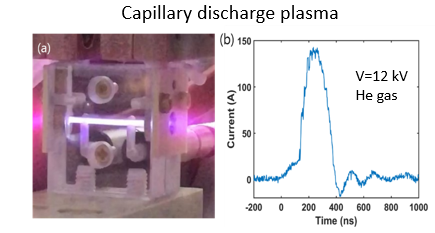 Capillary discharge plasma
(a)
(b)
150
100
50
0
V=12 kV
He gas
Current (A)
-200 0 200 400 600 800 1000
Time (ns)